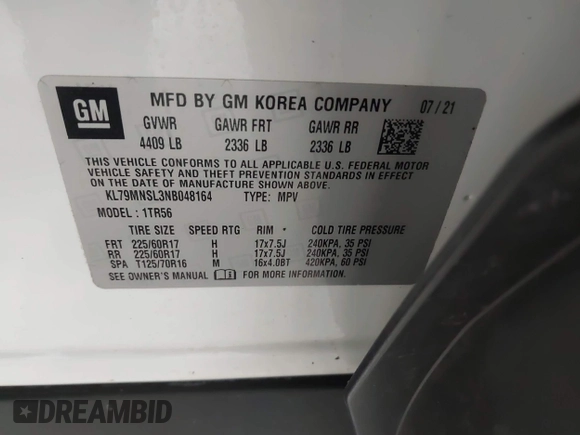 GM
MFD BY GM KOREA COMPANY 07/21
GVWR GAWR FRT GAWR RR
4409 LB 2336 LB 2336 LB
THIS VEHICLE CONFORMS TO ALL APPLICABLE U.S. FEDERAL MOTOR
VEHICLE SAFETY AND THEFT PREVENTION STANDARDS IN EFFECT ON
THE DATE OF MANUFACTURE SHOWN ABOVE.
KL79MNSL3NB048164 TYPE: MPV
MODEL: 1TR56
TIRE SIZE SPEED RTG RIM COLD TIRE PRESSURE
FRT 225/60R17 H 17x7.5J 240KPA, 35 PSI
RR 225/60R17 H 17x7.5J 240KPA, 35 PSI
SPA T125/70R16 M 16x4.0BT 420KPA, 60 PSI
SEE OWNER'S MANUAL FOR MORE INFORMATION.
DREAMBID